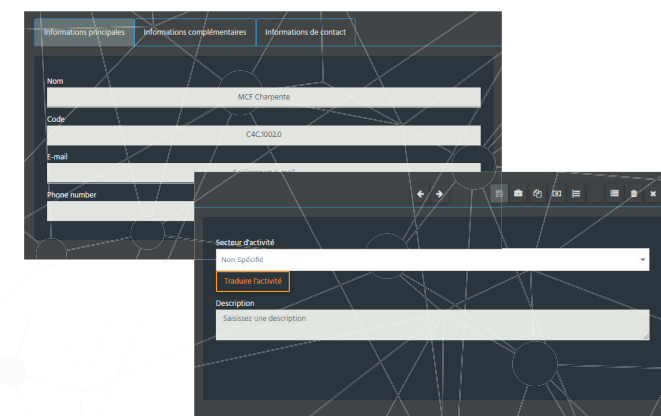 Informations principales Informations complémentaires Informations de contact
Nom
MCF Charpente
Code
C4C.1002.0
E-mail
Phone number
Secteur d'activité
Non Spécifié
Traduire l'activité
Description
Saisissez une description